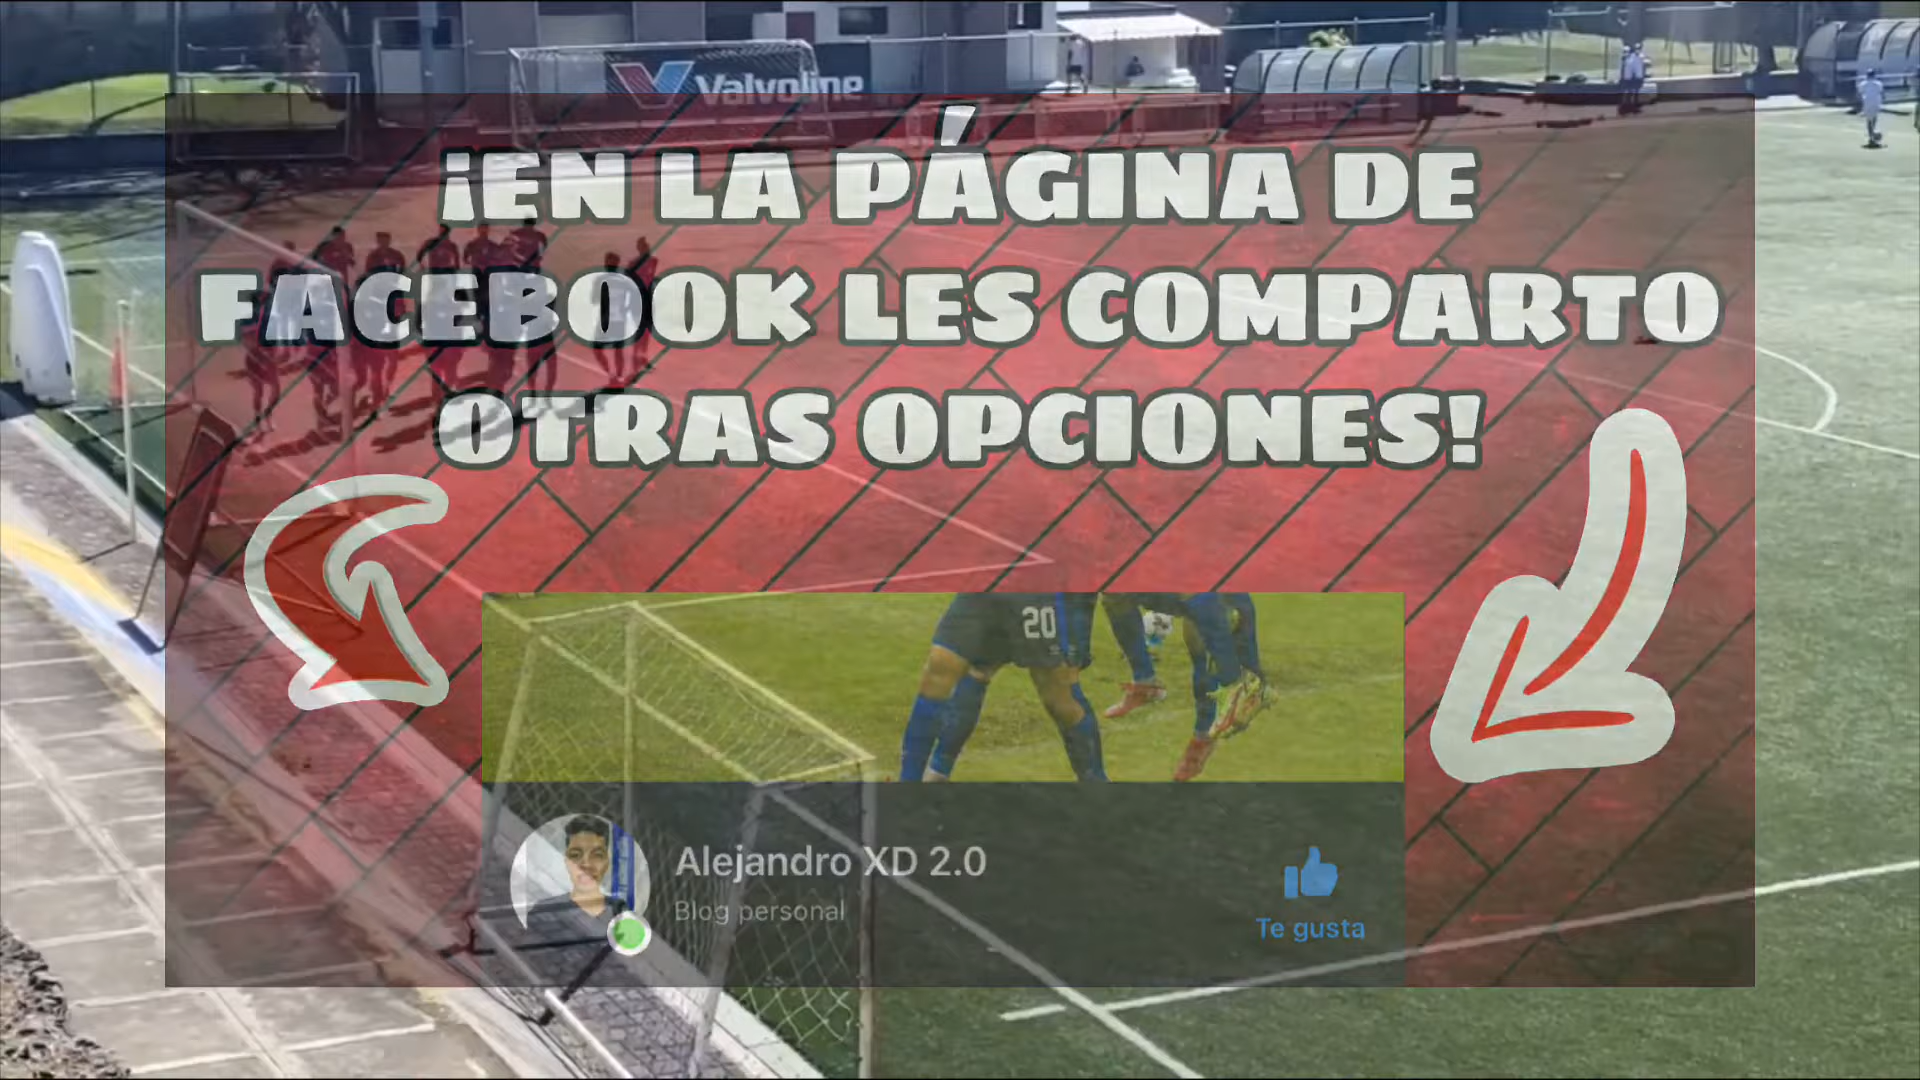 Valvoline
¡EN LA PÁGINA DE
FACEBOOK LES COMPARTO
OTRAS OPCIONES!
20
Alejandro XD 2.0
Blog personal
Te gusta